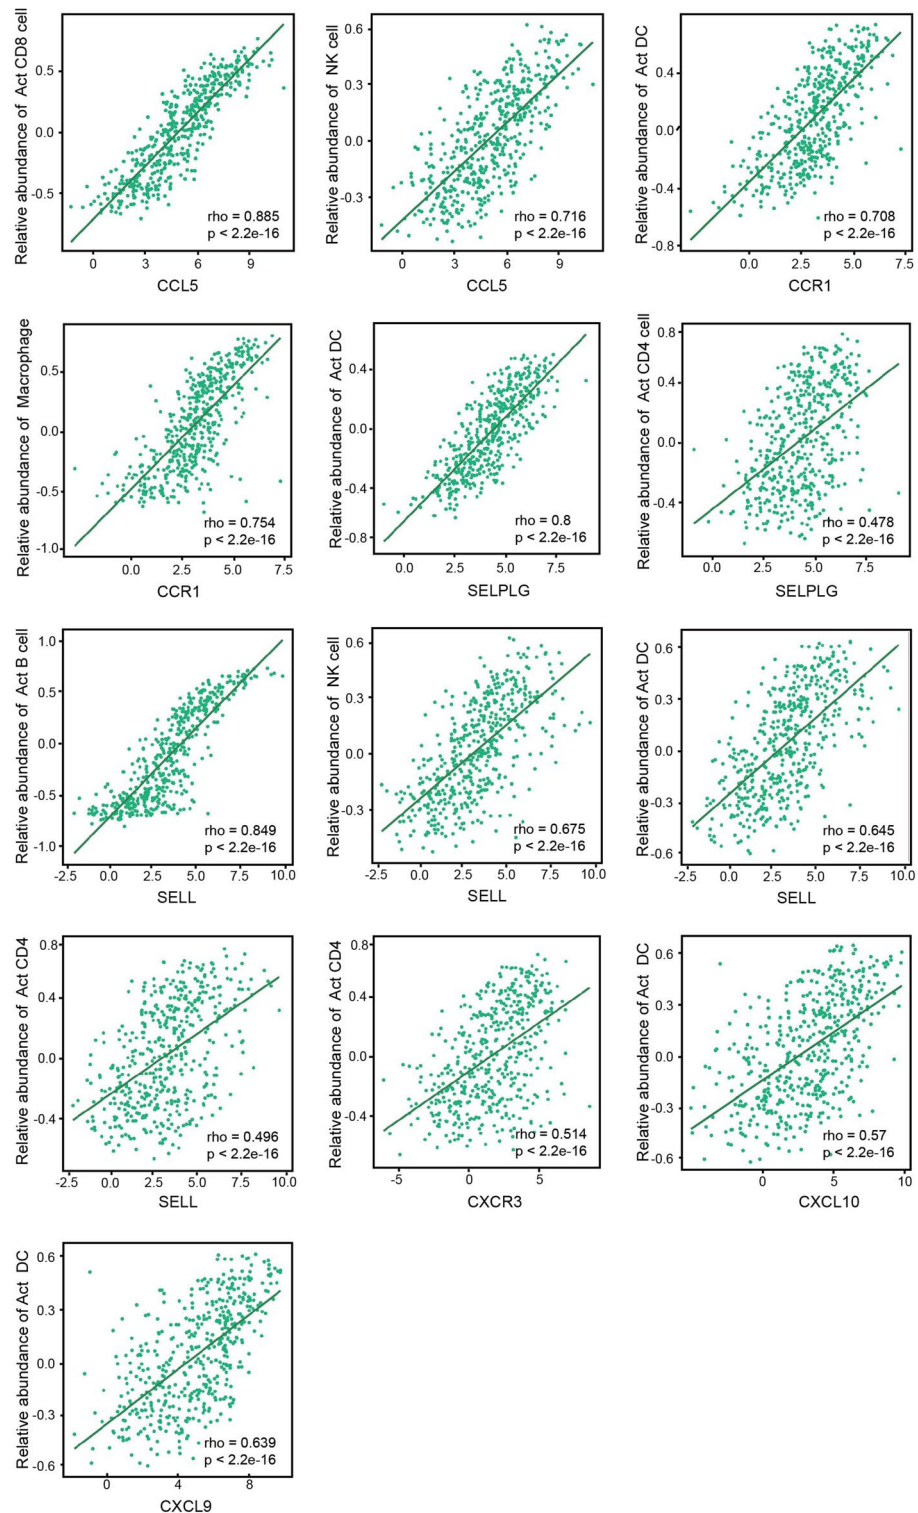 Relative abundance of Act CD8 cell
0.5
0.0
-0.5
rho = 0.885
p < 2.2e-16
0 3 6 9
CCL5
Relative abundance of NK cell
0.6
0.3
0.0
-0.3
rho = 0.716
p < 2.2e-16
0 3 6 9
CCL5
Relative abundance of Act DC
0.4
0.0
-0.4
-0.8
rho = 0.708
p < 2.2e-16
0.0 2.5 5.0 7.5
CCR1
Relative abundance of Macrophage
0.5
0.0
-0.5
-1.0
rho = 0.754
p < 2.2e-16
0.0 2.5 5.0 7.5
CCR1
Relative abundance of Act DC
0.4
0.0
-0.4
-0.8
rho = 0.8
p < 2.2e-16
0.0 2.5 5.0 7.5
SELPLG
Relative abundance of Act CD4 cell
0.8
0.4
0.0
-0.4
rho = 0.478
p < 2.2e-16
0.0 2.5 5.0 7.5
SELPLG
Relative abundance of Act B cell
1.0
0.5
0.0
-0.5
-1.0
rho = 0.849
p < 2.2e-16
-2.5 0.0 2.5 5.0 7.5 10.0
SELL
Relative abundance of NK cell
0.6
0.3
0.0
-0.3
rho = 0.675
p < 2.2e-16
-2.5 0.0 2.5 5.0 7.5 10.0
SELL
Relative abundance of Act DC
0.6
0.3
0.0
-0.3
-0.6
rho = 0.645
p < 2.2e-16
-2.5 0.0 2.5 5.0 7.5 10.0
SELL
Relative abundance of Act CD4
0.8
0.4
0.0
-0.4
rho = 0.496
p < 2.2e-16
-2.5 0.0 2.5 5.0 7.5 10.0
SELL
Relative abundance of Act CD4
0.8
0.4
0.0
-0.4
rho = 0.514
p < 2.2e-16
-5 0 5
CXCR3
Relative abundance of Act DC
0.6
0.3
0.0
-0.3
-0.6
rho = 0.57
p < 2.2e-16
0 5 10
CXCL10
Relative abundance of Act DC
0.6
0.3
0.0
-0.3
-0.6
rho = 0.639
p < 2.2e-16
0 4 8
CXCL9